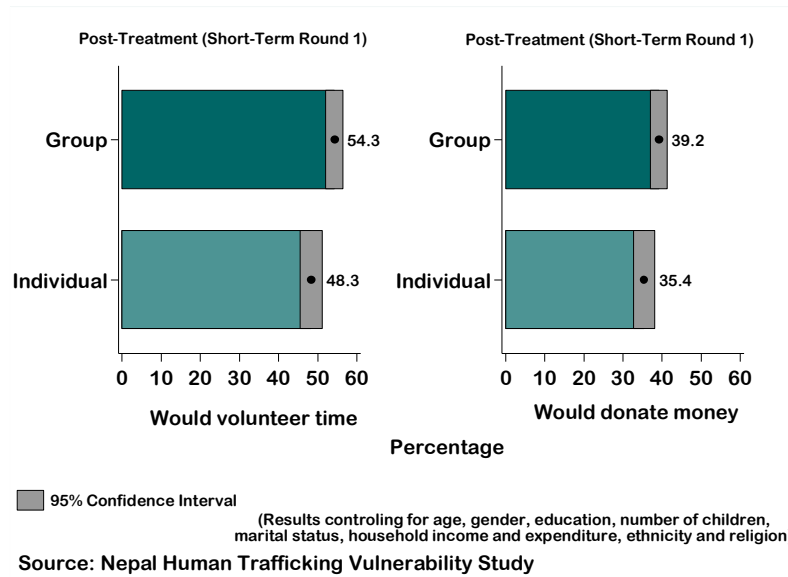 Post-Treatment (Short-Term Round 1)
Group
54.3
Individual
48.3
0 10 20 30 40 50 60
Would volunteer time
Post-Treatment (Short-Term Round 1)
Group
39.2
Individual
35.4
0 10 20 30 40 50 60
Would donate money
Percentage
95% Confidence Interval
(Results controling for age, gender, education, number of children,
marital status, household income and expenditure, ethnicity and religion
Source: Nepal Human Trafficking Vulnerability Study